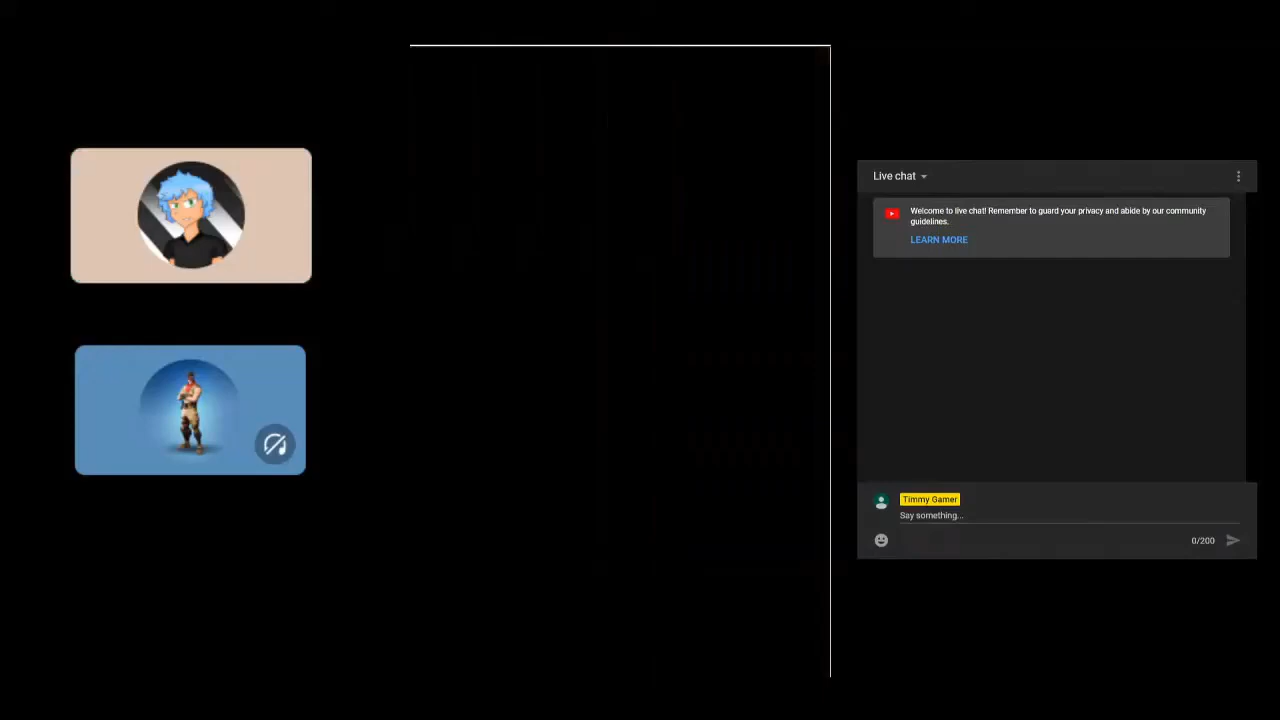 Live chat
Welcome to live chat! Remember to guard your privacy and abide by our community
guidelines.
LEARN MORE
Timmy Gamer
Say something...
0/200